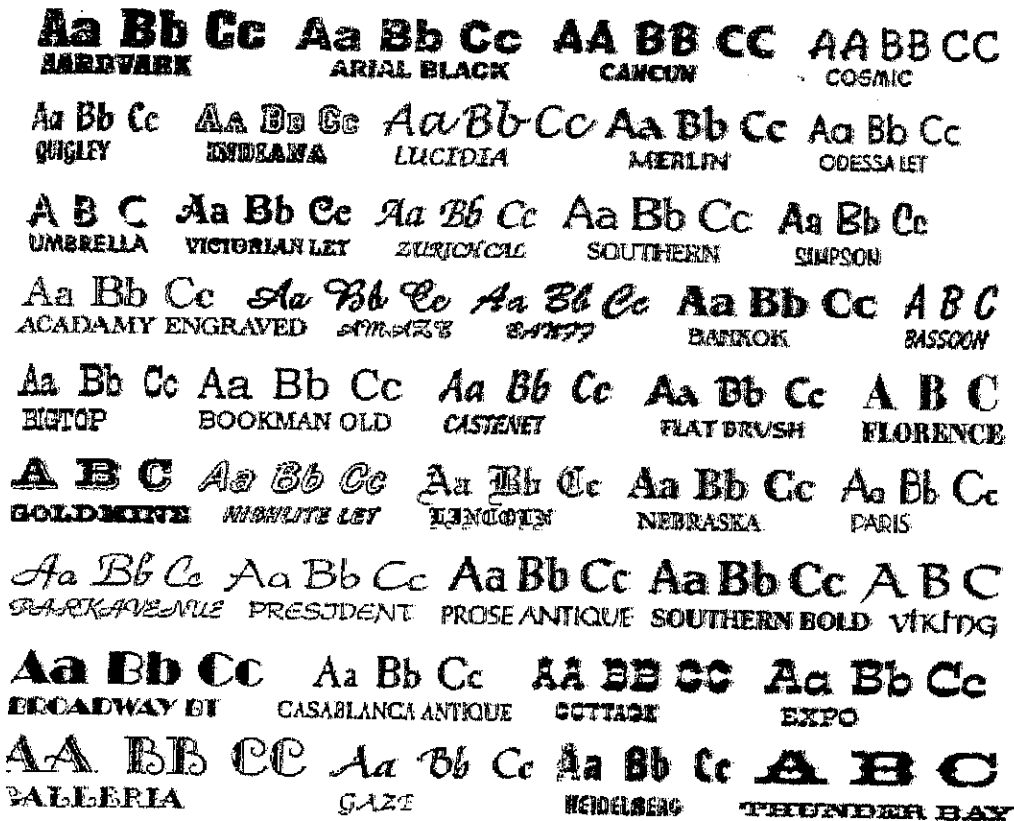 Aa Bb Cc Aa Bb Cc AA BB CC AA BB CC
AARDVARK ARIAL BLACK CANCUN COSMIC
Aa Bb Cc Aa Bb Cc Aa Bb Cc Aa Bb Cc Aa Bb Cc
QUIGLEY INDIANA LUCIDIA MERLIN ODESSA LET
A B C Aa Bb Cc Aa Bb Cc Aa Bb Cc Aa Bb Cc
UMBRELLA VICTORIAN LET ZURICH CAL SOUTHERN SIMPSON
Aa Bb Cc Aa Bb Cc Aa Bb Cc Aa Bb Cc A B C
ACADAMY ENGRAVED AMAZE BANFF BANKOK BASSOON
Aa Bb Cc Aa Bb Cc Aa Bb Cc Aa Bb Cc A B C
BIGTOP BOOKMAN OLD CASTENET FLAT BRUSH FLORENCE
A B C Aa Bb Cc Aa Bb Cc Aa Bb Cc Aa Bb Cc
GOLDMINE HIGHLITE LET LINCOLN NEBRASKA PARIS
Aa Bb Cc Aa Bb Cc Aa Bb Cc Aa Bb Cc A B C
PARKAVENUE PRESIDENT PROSE ANTIQUE SOUTHERN BOLD VIKING
Aa Bb Cc Aa Bb Cc AA BB CC Aa Bb Cc
BROADWAY BT CASABLANCA ANTIQUE COTTAGE EXPO
AA BB CC Aa Bb Cc Aa Bb Cc A B C
GALLERIA GAZE HEIDELBERG THUNDER BAY